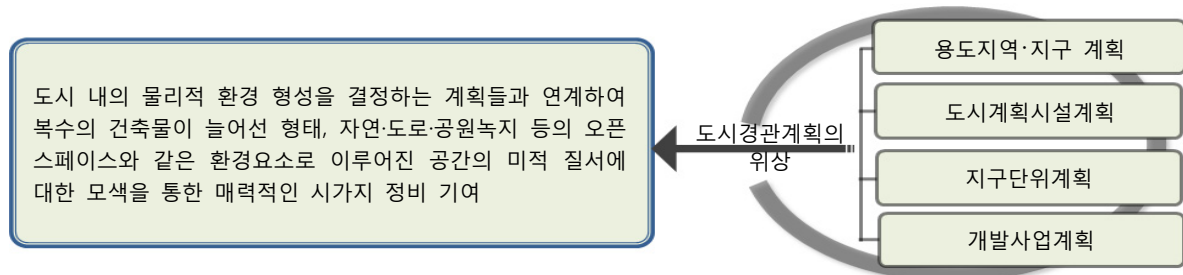 도시 내의 물리적 환경 형성을 결정하는 계획들과 연계하여
복수의 건축물이 늘어선 형태, 자연·도로·공원녹지 등의 오픈
스페이스와 같은 환경요소로 이루어진 공간의 미적 질서에
대한 모색을 통한 매력적인 시가지 정비 기여
도시경관계획의
위상
용도지역·지구 계획
도시계획시설계획
지구단위계획
개발사업계획